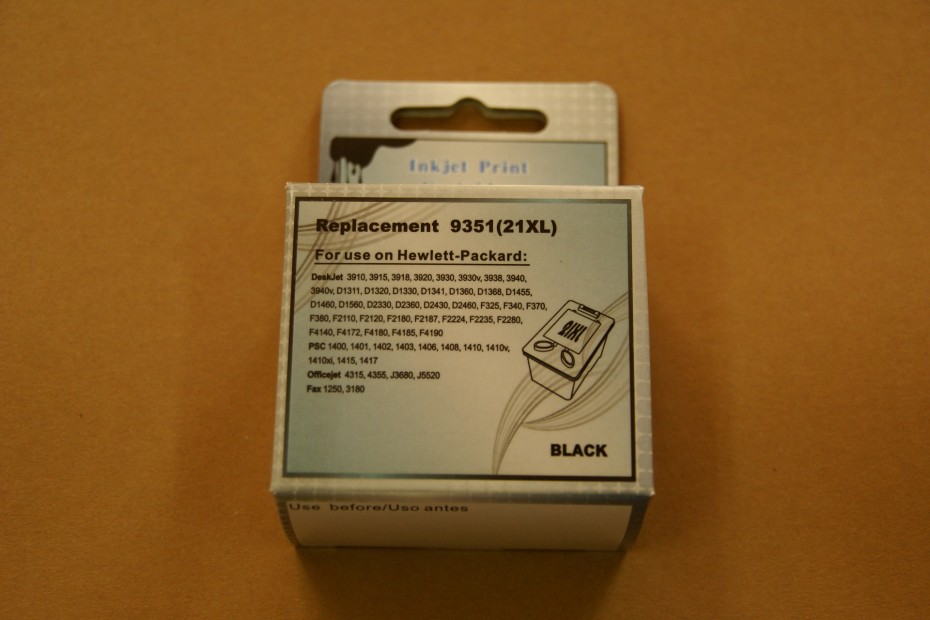 Inkjet Print
Replacement 9351(21XL)
For use on Hewlett-Packard:
DeskJet 3910, 3915, 3918, 3920, 3930, 3930v, 3938, 3940,
3940v, D1311, D1320, D1330, D1341, D1360, D1368, D1455,
D1460, D1560, D2330, D2360, D2430, D2460, F325, F340, F370,
F380, F2110, F2120, F2180, F2187, F2224, F2235, F2280,
F4140, F4172, F4180, F4185, F4190
PSC 1400, 1401, 1402, 1403, 1406, 1408, 1410, 1410v,
1410xi, 1415, 1417
Officejet 4315, 4355, J3680, J5520
Fax 1250, 3180
21XL
BLACK
Use before/Uso antes